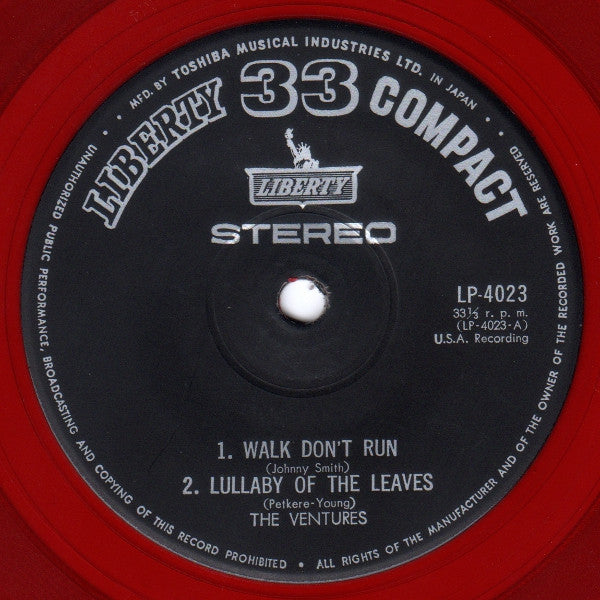 MFD. BY TOSHIBA MUSICAL INDUSTRIES LTD. IN JAPAN •
LIBERTY 33 COMPACT
LIBERTY
STEREO
LP-4023
33⅓ r. p. m.
(LP-4023-A)
U.S.A. Recording
1. WALK DON'T RUN
(Johnny Smith)
2. LULLABY OF THE LEAVES
(Petkere-Young)
THE VENTURES
• ALL RIGHTS OF THE MANUFACTURER AND OF THE OWNER OF THE RECORDED WORK ARE RESERVED
• UNAUTHORIZED PUBLIC PERFORMANCE, BROADCASTING AND COPYING OF THIS RECORD PROHIBITED